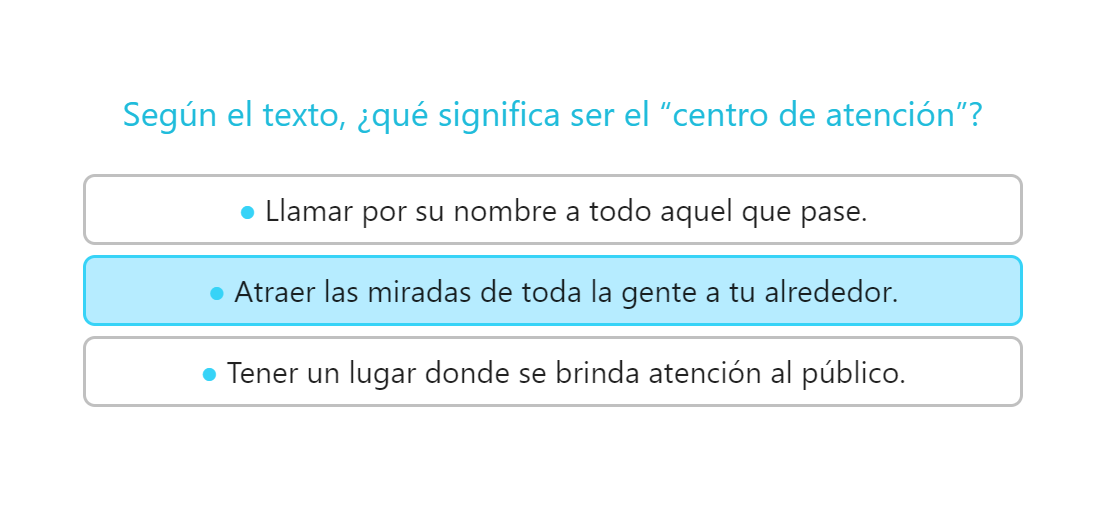 Según el texto, ¿qué significa ser el “centro de atención”?
● Llamar por su nombre a todo aquel que pase.
● Atraer las miradas de toda la gente a tu alrededor.
● Tener un lugar donde se brinda atención al público.